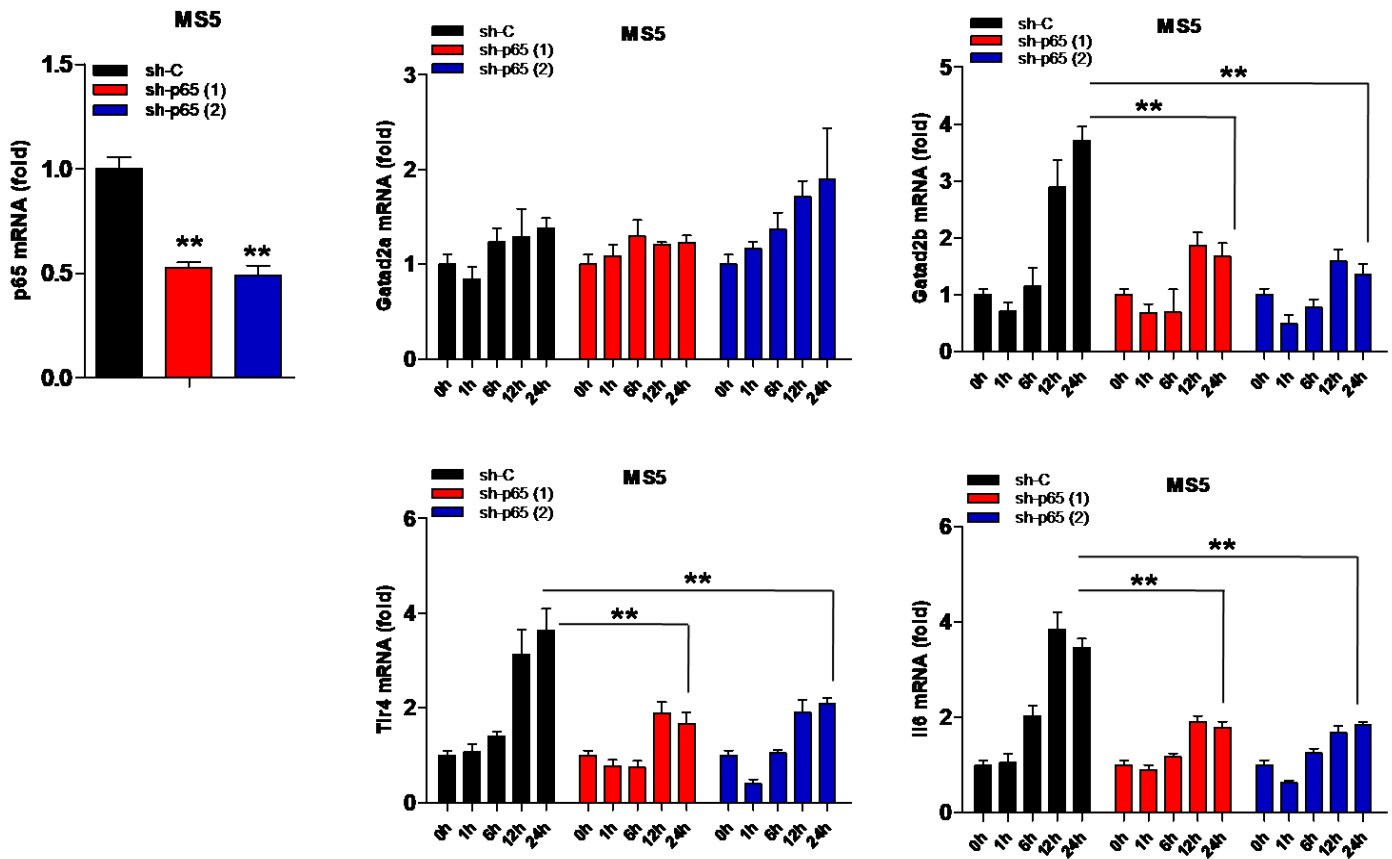 MS5
sh-C
sh-p65 (1)
sh-p65 (2)
p65 mRNA (fold)
1.5
1.0
0.5
0.0
**
**
MS5
sh-C
sh-p65 (1)
sh-p65 (2)
Gatad2a mRNA (fold)
3
2
1
0
0h 1h 6h 12h 24h 0h 1h 6h 12h 24h 0h 1h 6h 12h 24h
MS5
sh-C
sh-p65 (1)
sh-p65 (2)
Gatad2b mRNA (fold)
5
4
3
2
1
0
**
**
0h 1h 6h 12h 24h 0h 1h 6h 12h 24h 0h 1h 6h 12h 24h
MS5
sh-C
sh-p65 (1)
sh-p65 (2)
Tlr4 mRNA (fold)
6
4
2
0
**
**
0h 1h 6h 12h 24h 0h 1h 6h 12h 24h 0h 1h 6h 12h 24h
MS5
sh-C
sh-p65 (1)
sh-p65 (2)
Il6 mRNA (fold)
6
4
2
0
**
**
0h 1h 6h 12h 24h 0h 1h 6h 12h 24h 0h 1h 6h 12h 24h